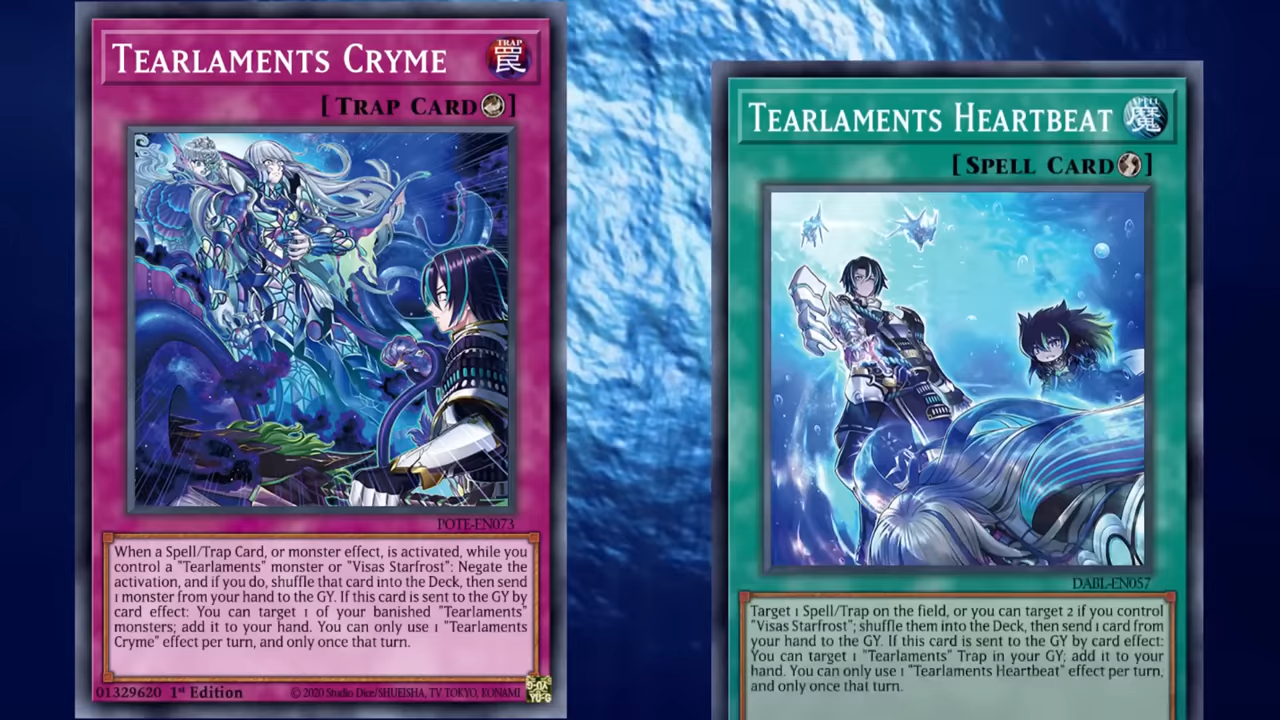 TEARLAMENTS CRYME
TRAP
罠
[TRAP CARD]
POTE-EN073
When a Spell/Trap Card, or monster effect, is activated, while you
control a "Tearlaments" monster or "Visas Starfrost": Negate the
activation, and if you do, shuffle that card into the Deck, then send
1 monster from your hand to the GY. If this card is sent to the GY by
card effect: You can target 1 of your banished "Tearlaments"
monsters; add it to your hand. You can only use 1 "Tearlaments
Cryme" effect per turn, and only once that turn.
01329620 1st Edition
© 2020 Studio Dice/SHUEISHA, TV TOKYO, KONAMI
TEARLAMENTS HEARTBEAT
魔
[SPELL CARD]
DABL-EN057
Target 1 Spell/Trap on the field, or you can target 2 if you control
"Visas Starfrost"; shuffle them into the Deck, then send 1 card from
your hand to the GY. If this card is sent to the GY by card effect:
You can target 1 "Tearlaments" Trap in your GY; add it to your
hand. You can only use 1 "Tearlaments Heartbeat" effect per turn,
and only once that turn.